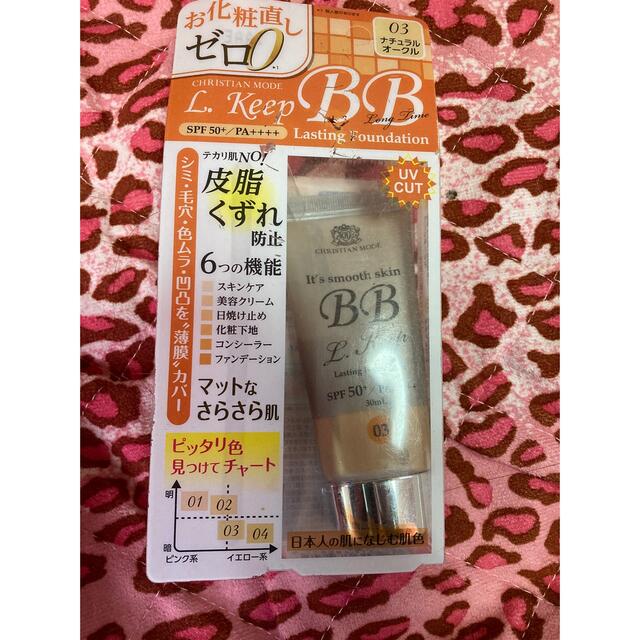 お化粧直し
ゼロ0
*1
03
ナチュラル
オークル
CHRISTIAN MODE
L. Keep
BB
Long Time
SPF 50+/PA++++
Lasting Foundation
テカリ肌NO!
皮脂
くずれ
防止
シミ・毛穴・色ムラ・凹凸を"薄膜"カバー
6つの機能
スキンケア
美容クリーム
日焼け止め
化粧下地
コンシーラー
ファンデーション
マットな
さらさら肌
UV
CUT
CHRISTIAN MODE
It's smooth skin
BB
L. Keep
Lasting
SPF 50+/PA++++
30mL
03
ピッタリ色
見つけてチャート
明
01
02
03
04
暗
ピンク系
イエロー系
日本人の肌になじむ肌色